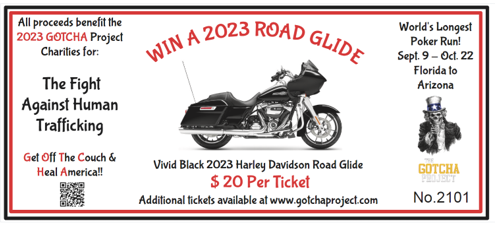 All proceeds benefit the
2023 GOTCHA Project
Charities for:
The Fight
Against Human
Trafficking
Get Off The Couch &
Heal America!!
WIN A 2023 ROAD GLIDE
Vivid Black 2023 Harley Davidson Road Glide
$ 20 Per Ticket
Additional tickets available at www.gotchaproject.com
World's Longest
Poker Run!
Sept. 9 - Oct. 22
Florida to
Arizona
THE
GOTCHA
PROJECT
No.2101